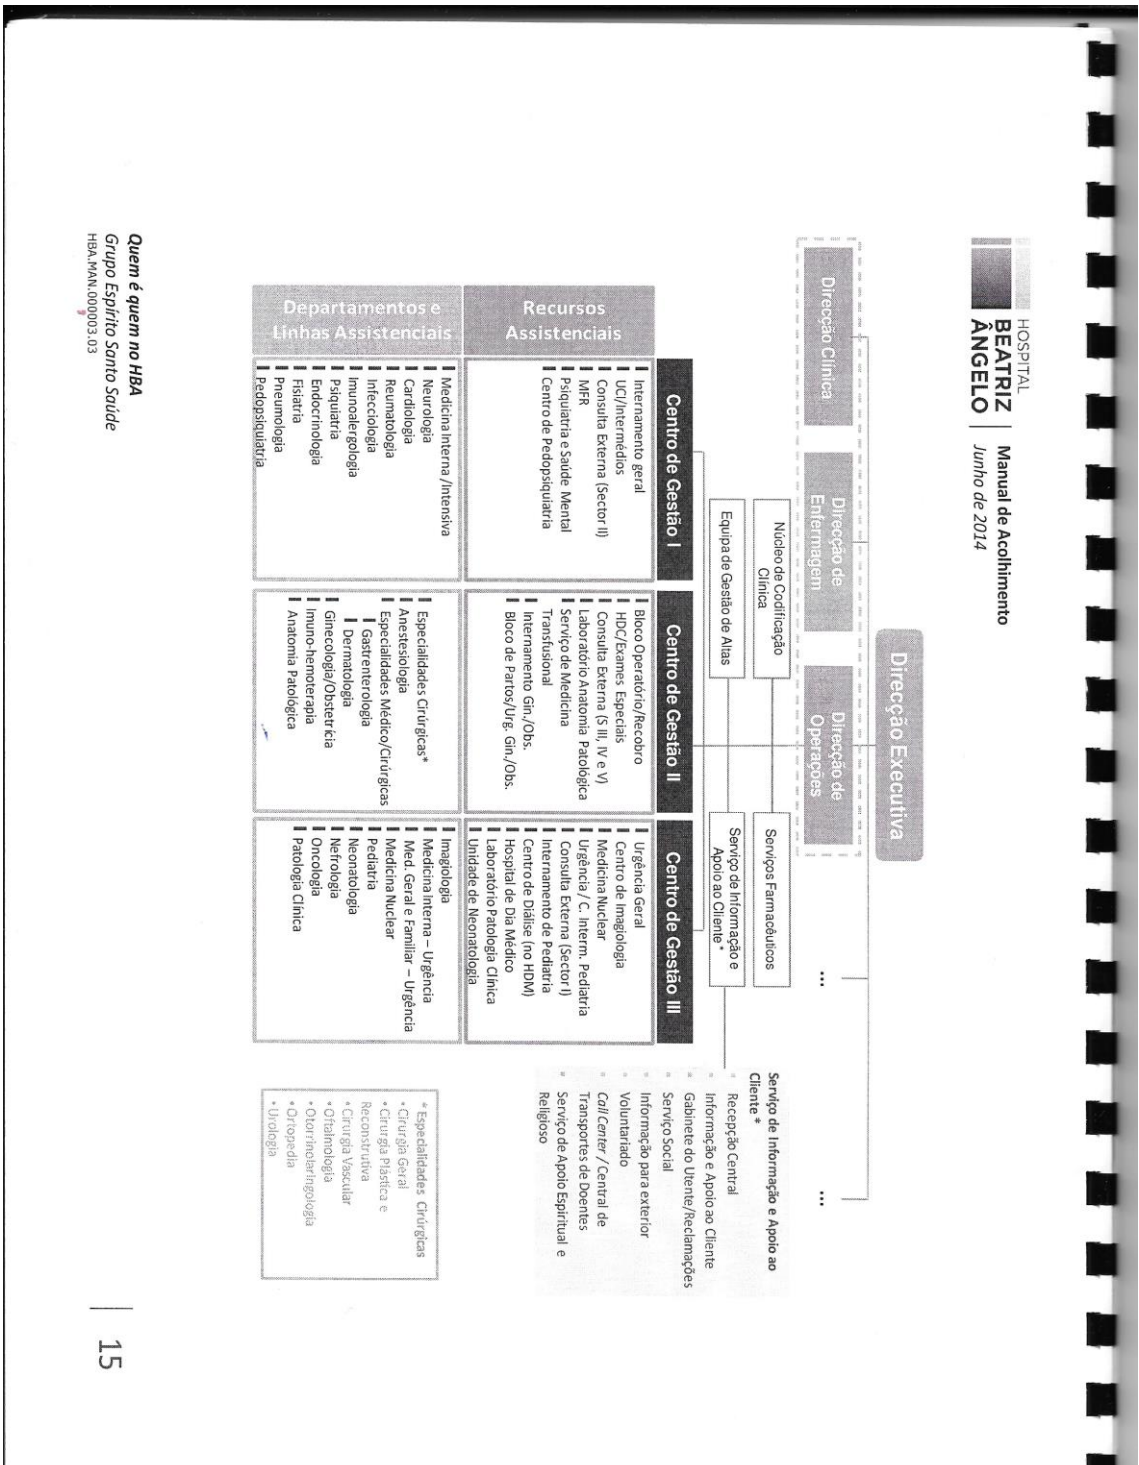 HOSPITAL
BEATRIZ
ÂNGELO
Manual de Acolhimento
Junho de 2014
Direcção Executiva
Direcção Clínica
Direcção de
Enfermagem
Direcção de
Operações
...
...
Núcleo de Codificação
Clínica
Serviços Farmacêuticos
Equipa de Gestão de Altas
Serviço de Informação e
Apoio ao Cliente*
Serviço de Informação e Apoio ao
Cliente *
Recepção Central
Informação e Apoio ao Cliente
Gabinete do Utente/Reclamações
Serviço Social
Informação para exterior
Voluntariado
Call Center / Central de
Transportes de Doentes
Serviço de Apoio Espiritual e
Religioso
Centro de Gestão I
Centro de Gestão II
Centro de Gestão III
Recursos
Assistenciais
Internamento geral
UCI/Intermédios
Consulta Externa (Sector II)
MFR
Psiquiatria e Saúde Mental
Centro de Pedopsiquiatria
Bloco Operatório/Recobro
HDC/Exames Especiais
Consulta Externa (S III, IV e V)
Laboratório Anatomia Patológica
Serviço de Medicina
Transfusional
Internamento Gin./Obs.
Bloco de Partos/Urg. Gin./Obs.
Urgência Geral
Centro de Imagiologia
Medicina Nuclear
Urgência / C. Interm. Pediatria
Consulta Externa (Sector I)
Internamento de Pediatria
Centro de Diálise (no HDM)
Hospital de Dia Médico
Laboratório Patologia Clínica
Unidade de Neonatologia
Departamentos e
Linhas Assistenciais
Medicina Interna /Intensiva
Neurologia
Cardiologia
Reumatologia
Infecciologia
Imunoalergologia
Psiquiatria
Endocrinologia
Fisiatria
Pneumologia
Pedopsiquiatria
Especialidades Cirúrgicas*
Anestesiologia
Especialidades Médico/Cirúrgicas
Gastrenterologia
Dermatologia
Ginecologia/Obstetrícia
Imuno-hemoterapia
Anatomia Patológica
Imagiologia
Medicina Interna – Urgência
Med. Geral e Familiar – Urgência
Medicina Nuclear
Pediatria
Neonatologia
Nefrologia
Oncologia
Patologia Clínica
* Especialidades Cirúrgicas
• Cirurgia Geral
• Cirurgia Plástica e
Reconstrutiva
• Cirurgia Vascular
• Oftalmologia
• Otorrinolaringologia
• Ortopedia
• Urologia
Quem é quem no HBA
Grupo Espírito Santo Saúde
HBA.MAN.000003.03
15